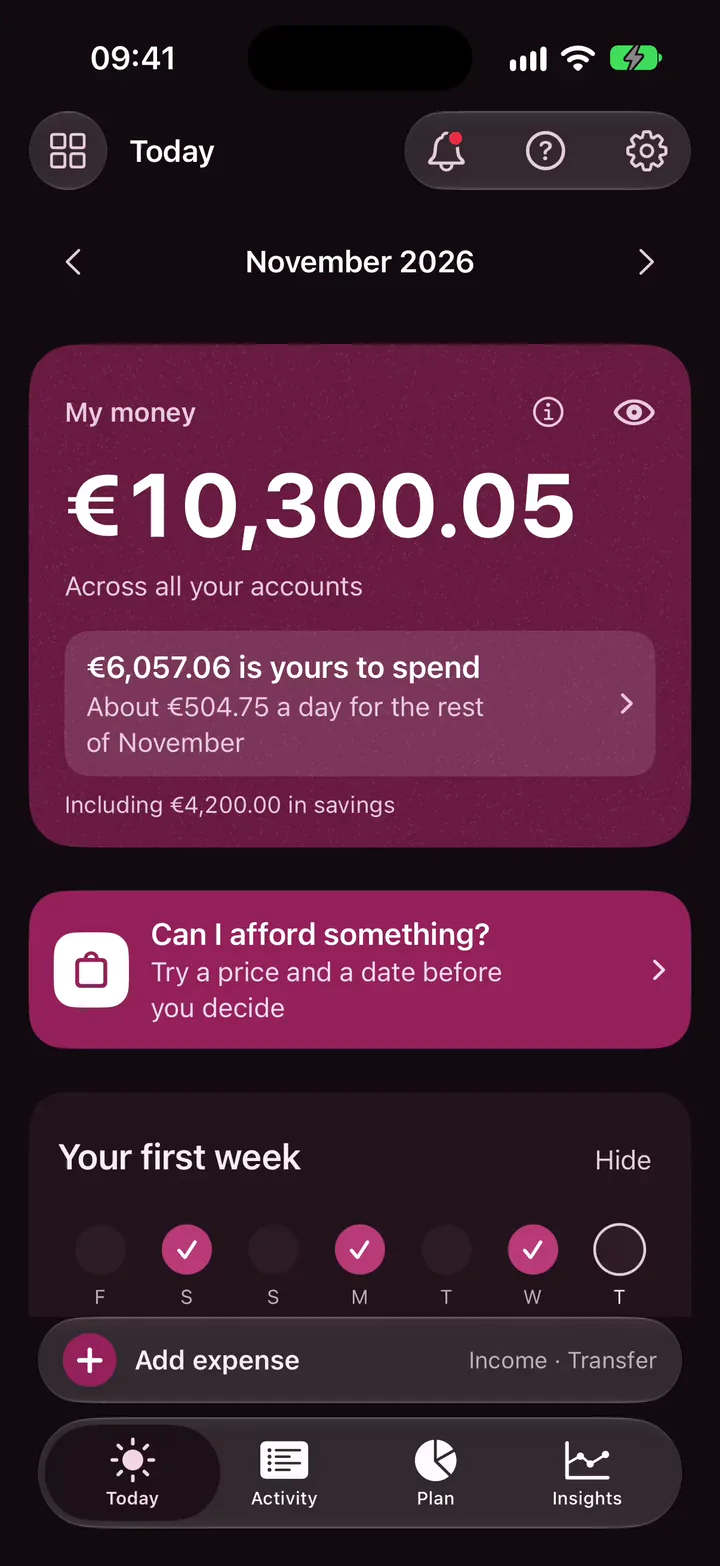 09:41
Today
November 2026
My money
€10,300.05
Across all your accounts
€6,057.06 is yours to spend
About €504.75 a day for the rest
of November
Including €4,200.00 in savings
Can I afford something?
Try a price and a date before
you decide
Your first week
Hide
F S S M T W T
Add expense
Income · Transfer
Today
Activity
Plan
Insights